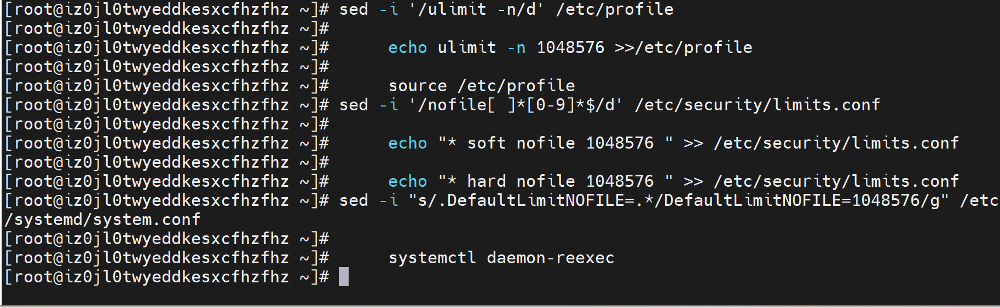 [root@iz0jl0twyeddkesxcfhzfhz ~]# sed -i '/ulimit -n/d' /etc/profile
[root@iz0jl0twyeddkesxcfhzfhz ~]#
[root@iz0jl0twyeddkesxcfhzfhz ~]#      echo ulimit -n 1048576 >>/etc/profile
[root@iz0jl0twyeddkesxcfhzfhz ~]#
[root@iz0jl0twyeddkesxcfhzfhz ~]#      source /etc/profile
[root@iz0jl0twyeddkesxcfhzfhz ~]# sed -i '/nofile[ ]*[0-9]*$/d' /etc/security/limits.conf
[root@iz0jl0twyeddkesxcfhzfhz ~]#
[root@iz0jl0twyeddkesxcfhzfhz ~]#      echo "* soft nofile 1048576 " >> /etc/security/limits.conf
[root@iz0jl0twyeddkesxcfhzfhz ~]#
[root@iz0jl0twyeddkesxcfhzfhz ~]#      echo "* hard nofile 1048576 " >> /etc/security/limits.conf
[root@iz0jl0twyeddkesxcfhzfhz ~]# sed -i "s/.DefaultLimitNOFILE=.*/DefaultLimitNOFILE=1048576/g" /etc
/systemd/system.conf
[root@iz0jl0twyeddkesxcfhzfhz ~]#
[root@iz0jl0twyeddkesxcfhzfhz ~]#      systemctl daemon-reexec
[root@iz0jl0twyeddkesxcfhzfhz ~]#